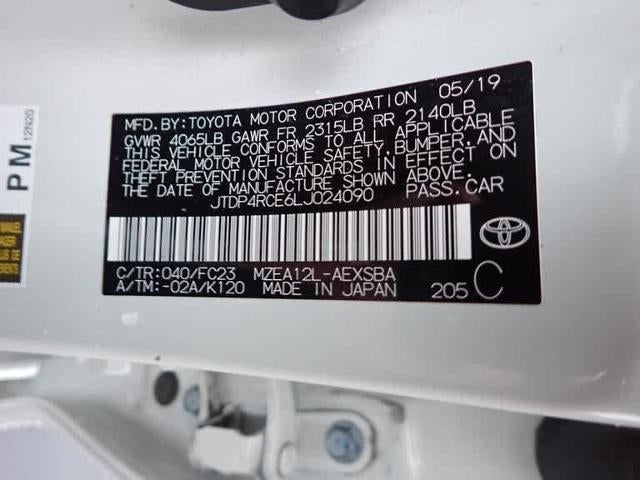 MFD. BY: TOYOTA MOTOR CORPORATION 05/19
GVWR 4065LB GAWR FR 2315LB RR 2140LB
THIS VEHICLE CONFORMS TO ALL APPLICABLE
FEDERAL MOTOR VEHICLE SAFETY, BUMPER, AND
THEFT PREVENTION STANDARDS IN EFFECT ON
THE DATE OF MANUFACTURE SHOWN ABOVE.
JTDP4RCE6LJ024090 PASS. CAR
C/TR: 040/FC23 MZEA12L-AEXSBA
A/TM: -02A/K120 MADE IN JAPAN 205 C
PM
12N20